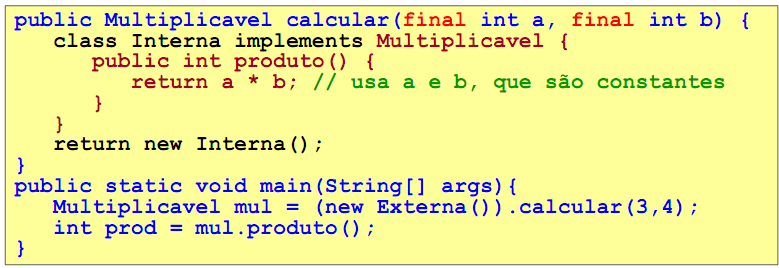 public Multiplicavel calcular(final int a, final int b) {
   class Interna implements Multiplicavel {
      public int produto() {
         return a * b; // usa a e b, que são constantes
      }
   }
   return new Interna();
}
public static void main(String[] args){
   Multiplicavel mul = (new Externa()).calcular(3,4);
   int prod = mul.produto();
}